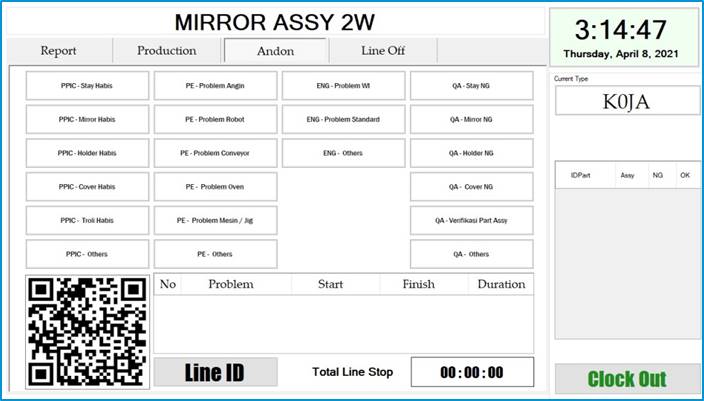 MIRROR ASSY 2W
3:14:47
Thursday, April 8, 2021
Report Production Andon Line Off
Current Type
K0JA
PPIC - Stay Habis PE - Problem Angin ENG - Problem WI QA - Stay NG
PPIC - Mirror Habis PE - Problem Robot ENG - Problem Standard QA - Mirror NG
PPIC - Holder Habis PE - Problem Conveyor ENG - Others QA - Holder NG
PPIC - Cover Habis PE - Problem Oven QA - Cover NG
PPIC - Troli Habis PE - Problem Mesin / Jig QA - Verifikasi Part Assy
PPIC - Others PE - Others QA - Others
IDPart Assy NG OK
No Problem Start Finish Duration
Line ID Total Line Stop 00:00:00
Clock Out